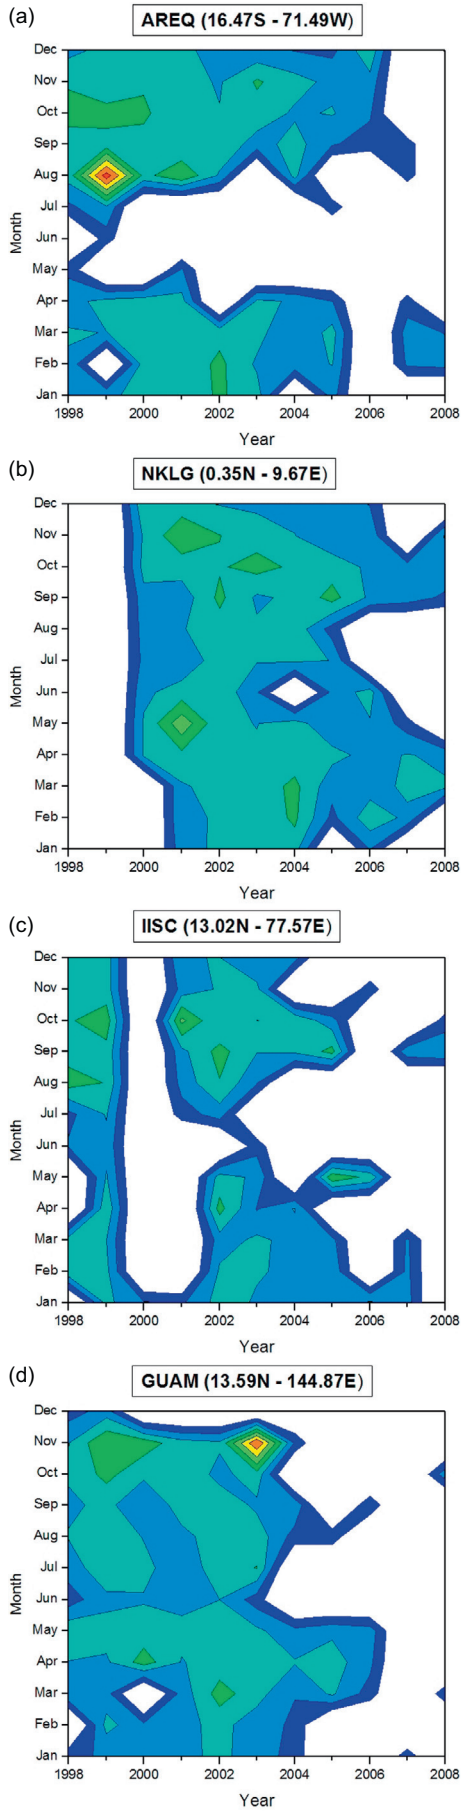 (a)
AREQ (16.47S - 71.49W)
Dec
Nov
Oct
Sep
Aug
Jul
Jun
May
Apr
Mar
Feb
Jan
Month
1998 2000 2002 2004 2006 2008
Year
(b)
NKLG (0.35N - 9.67E)
Dec
Nov
Oct
Sep
Aug
Jul
Jun
May
Apr
Mar
Feb
Jan
Month
1998 2000 2002 2004 2006 2008
Year
(c)
IISC (13.02N - 77.57E)
Dec
Nov
Oct
Sep
Aug
Jul
Jun
May
Apr
Mar
Feb
Jan
Month
1998 2000 2002 2004 2006 2008
Year
(d)
GUAM (13.59N - 144.87E)
Dec
Nov
Oct
Sep
Aug
Jul
Jun
May
Apr
Mar
Feb
Jan
Month
1998 2000 2002 2004 2006 2008
Year